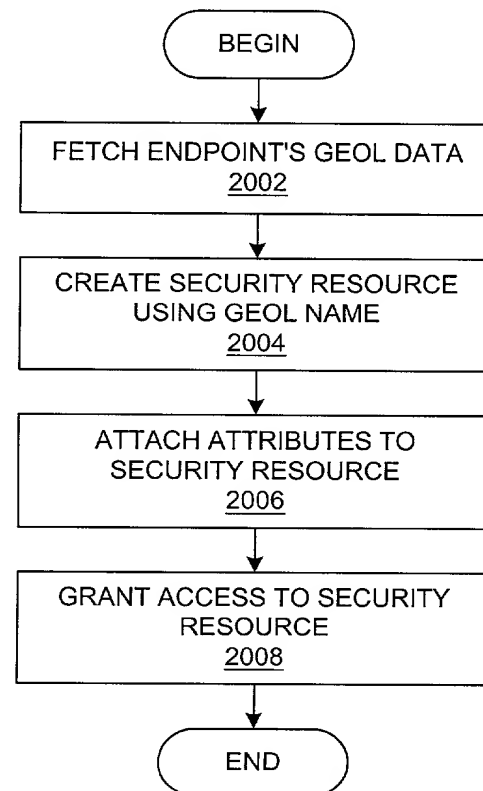 BEGIN
FETCH ENDPOINT'S GEOL DATA
2002
CREATE SECURITY RESOURCE
USING GEOL NAME
2004
ATTACH ATTRIBUTES TO
SECURITY RESOURCE
2006
GRANT ACCESS TO SECURITY
RESOURCE
2008
END